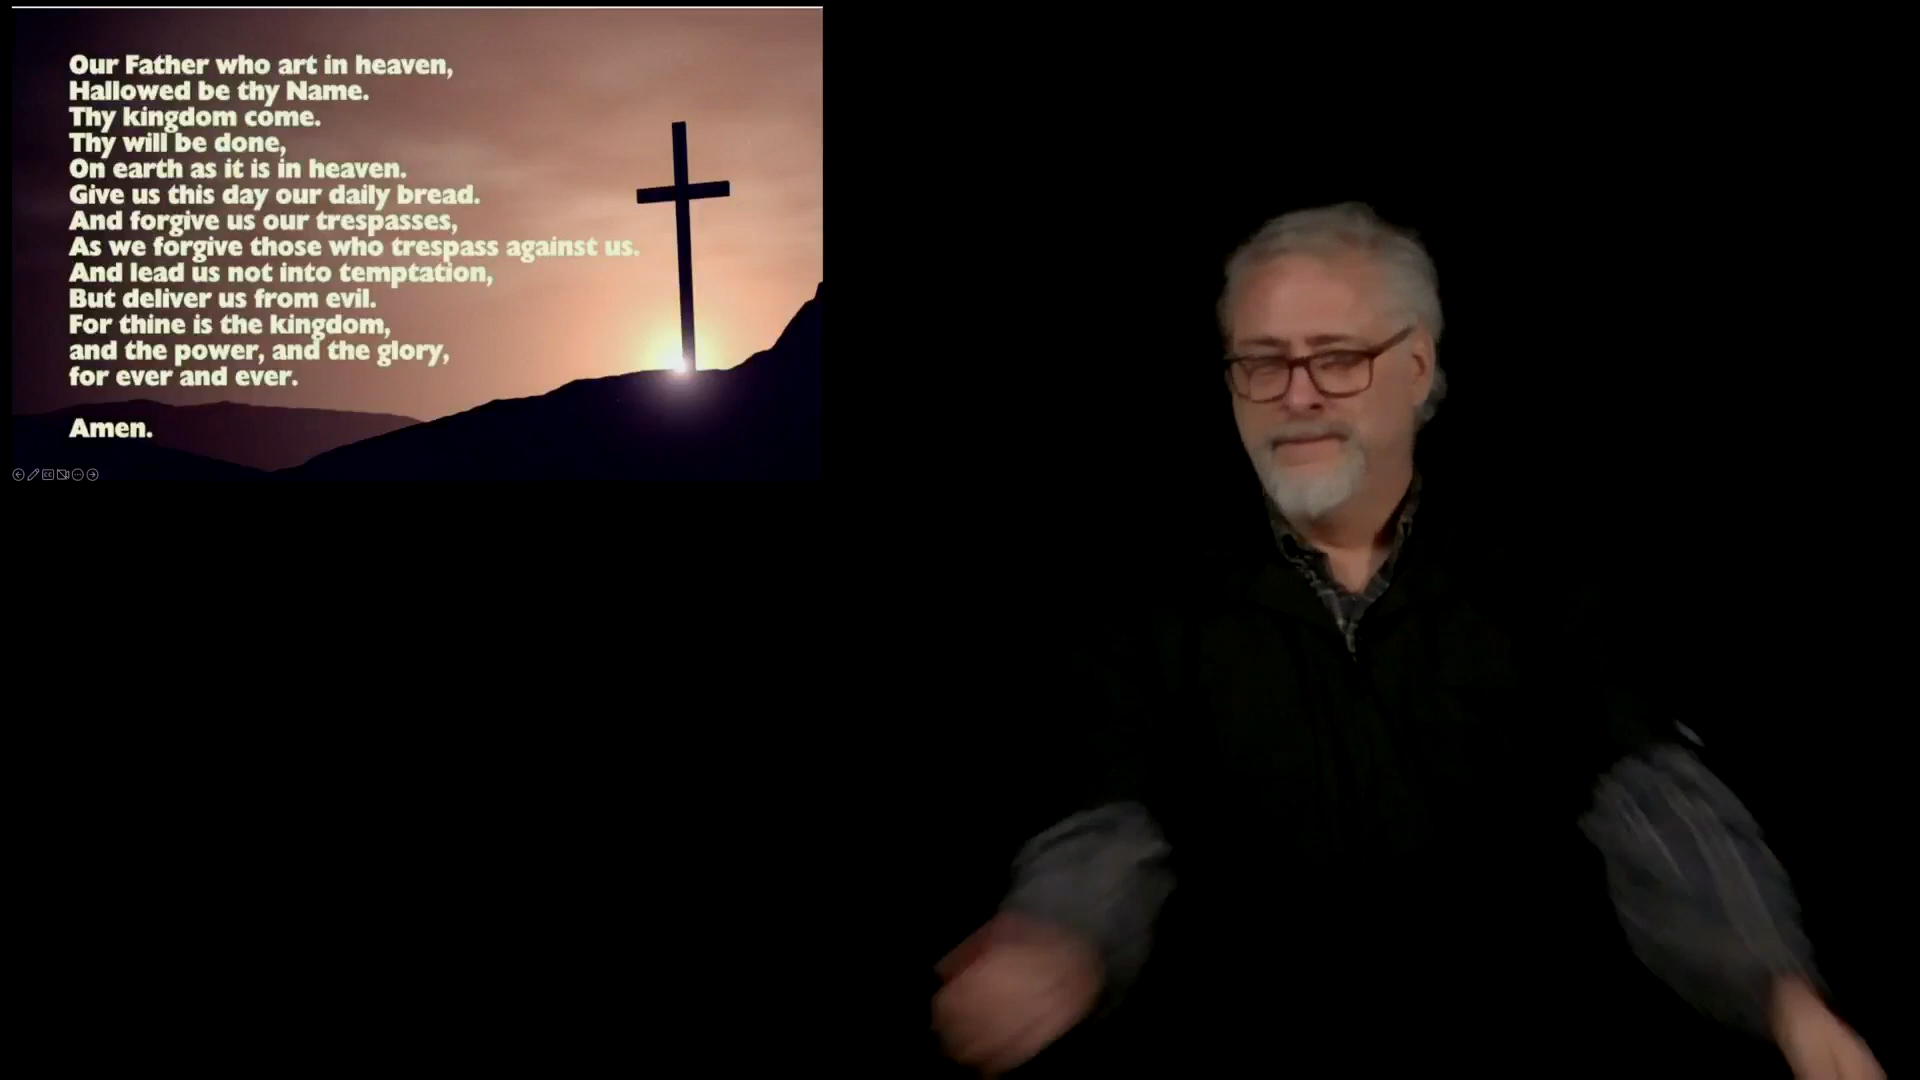 Our Father who art in heaven,
Hallowed be thy Name.
Thy kingdom come.
Thy will be done,
On earth as it is in heaven.
Give us this day our daily bread.
And forgive us our trespasses,
As we forgive those who trespass against us.
And lead us not into temptation,
But deliver us from evil.
For thine is the kingdom,
and the power, and the glory,
for ever and ever.
Amen.